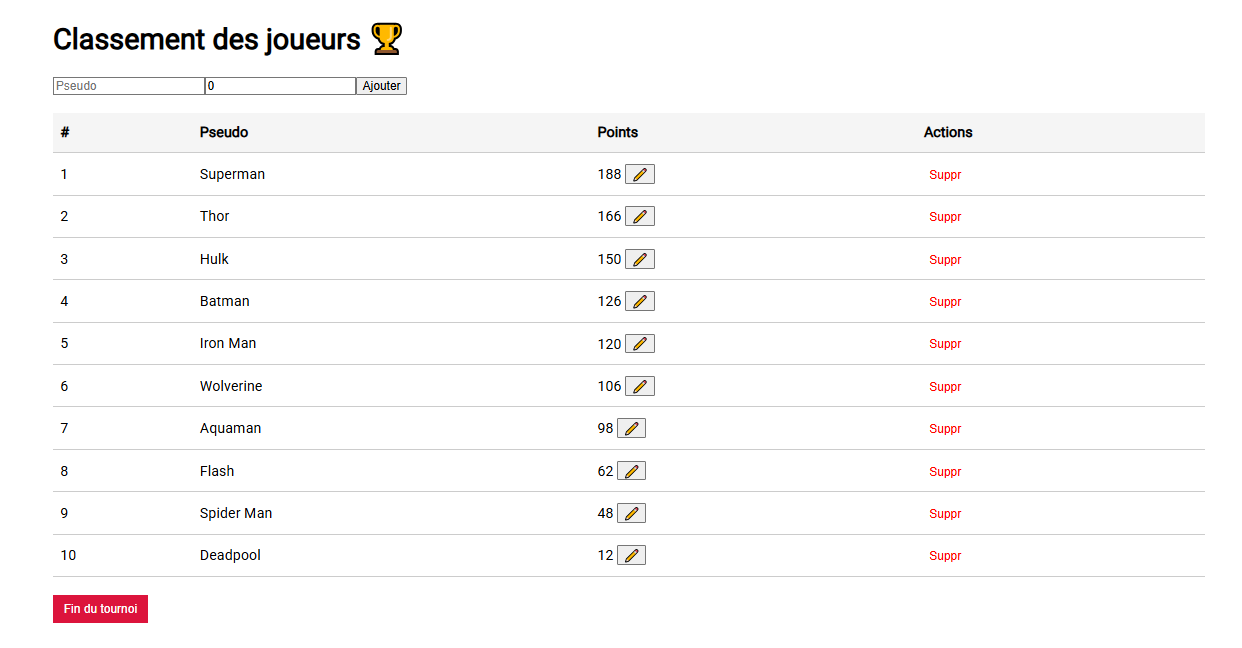 Classement des joueurs 🏆
Pseudo 0 Ajouter
# Pseudo Points Actions
1 Superman 188 Suppr
2 Thor 166 Suppr
3 Hulk 150 Suppr
4 Batman 126 Suppr
5 Iron Man 120 Suppr
6 Wolverine 106 Suppr
7 Aquaman 98 Suppr
8 Flash 62 Suppr
9 Spider Man 48 Suppr
10 Deadpool 12 Suppr
Fin du tournoi